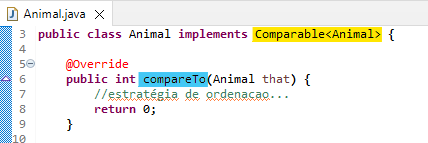 Animal.java
3 public class Animal implements Comparable<Animal> {
4
5 @Override
6 public int compareTo(Animal that) {
7 //estratégia de ordenacao...
8 return 0;
9 }